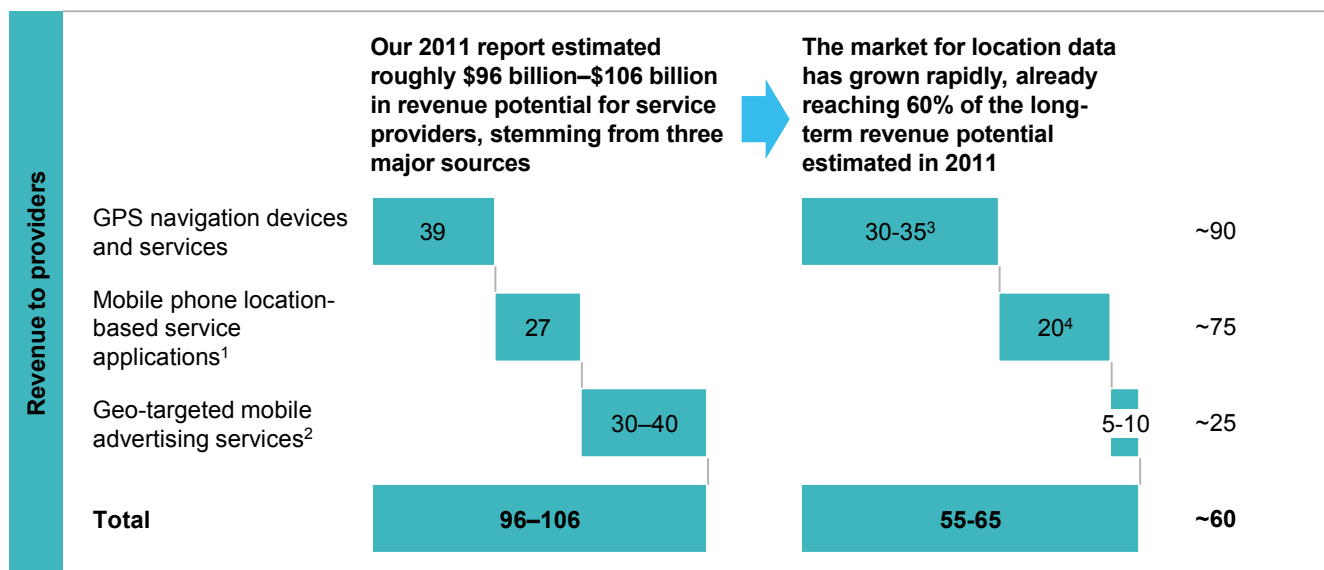 Revenue to providers
Our 2011 report estimated
roughly $96 billion–$106 billion
in revenue potential for service
providers, stemming from three
major sources
The market for location data
has grown rapidly, already
reaching 60% of the long-
term revenue potential
estimated in 2011
GPS navigation devices
and services
39
30-35³
~90
Mobile phone location-
based service
applications¹
27
20⁴
~75
Geo-targeted mobile
advertising services²
30–40
5-10
~25
Total
96–106
55-65
~60